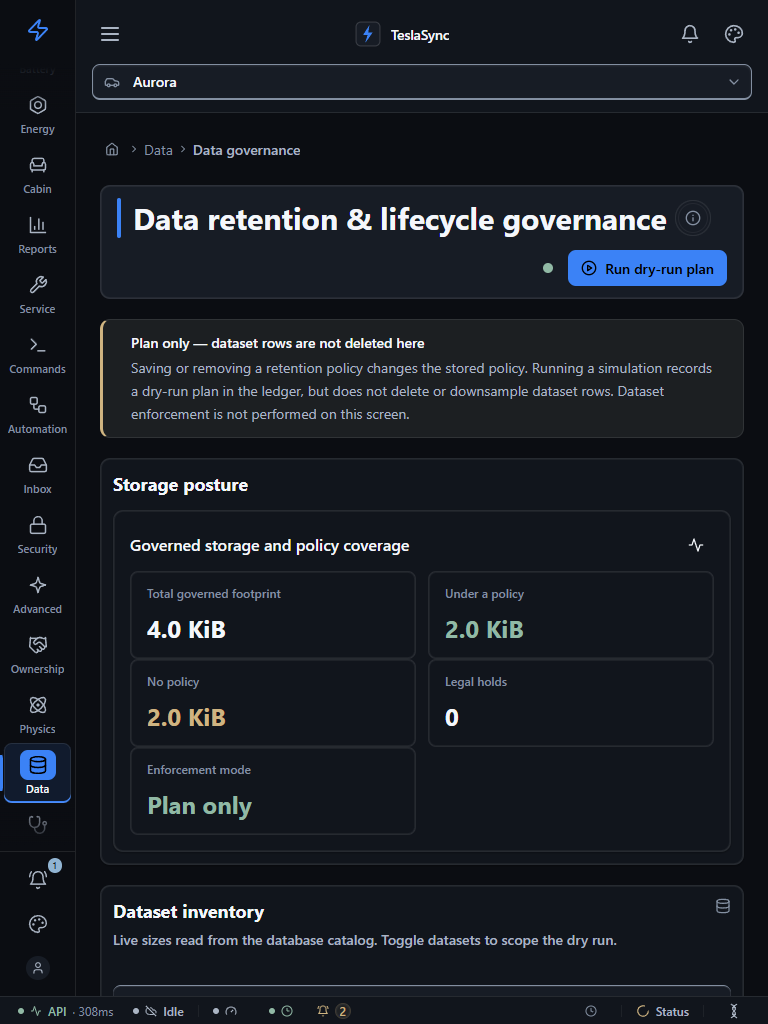 TeslaSync
Aurora
Energy
Cabin
Reports
Service
Commands
Automation
Inbox
Security
Advanced
Ownership
Physics
Data
1
Data
Data governance
Data retention & lifecycle governance
Run dry-run plan
Plan only — dataset rows are not deleted here
Saving or removing a retention policy changes the stored policy. Running a simulation records
a dry-run plan in the ledger, but does not delete or downsample dataset rows. Dataset
enforcement is not performed on this screen.
Storage posture
Governed storage and policy coverage
Total governed footprint
4.0 KiB
Under a policy
2.0 KiB
No policy
2.0 KiB
Legal holds
0
Enforcement mode
Plan only
Dataset inventory
Live sizes read from the database catalog. Toggle datasets to scope the dry run.
API · 308ms
Idle
2
Status